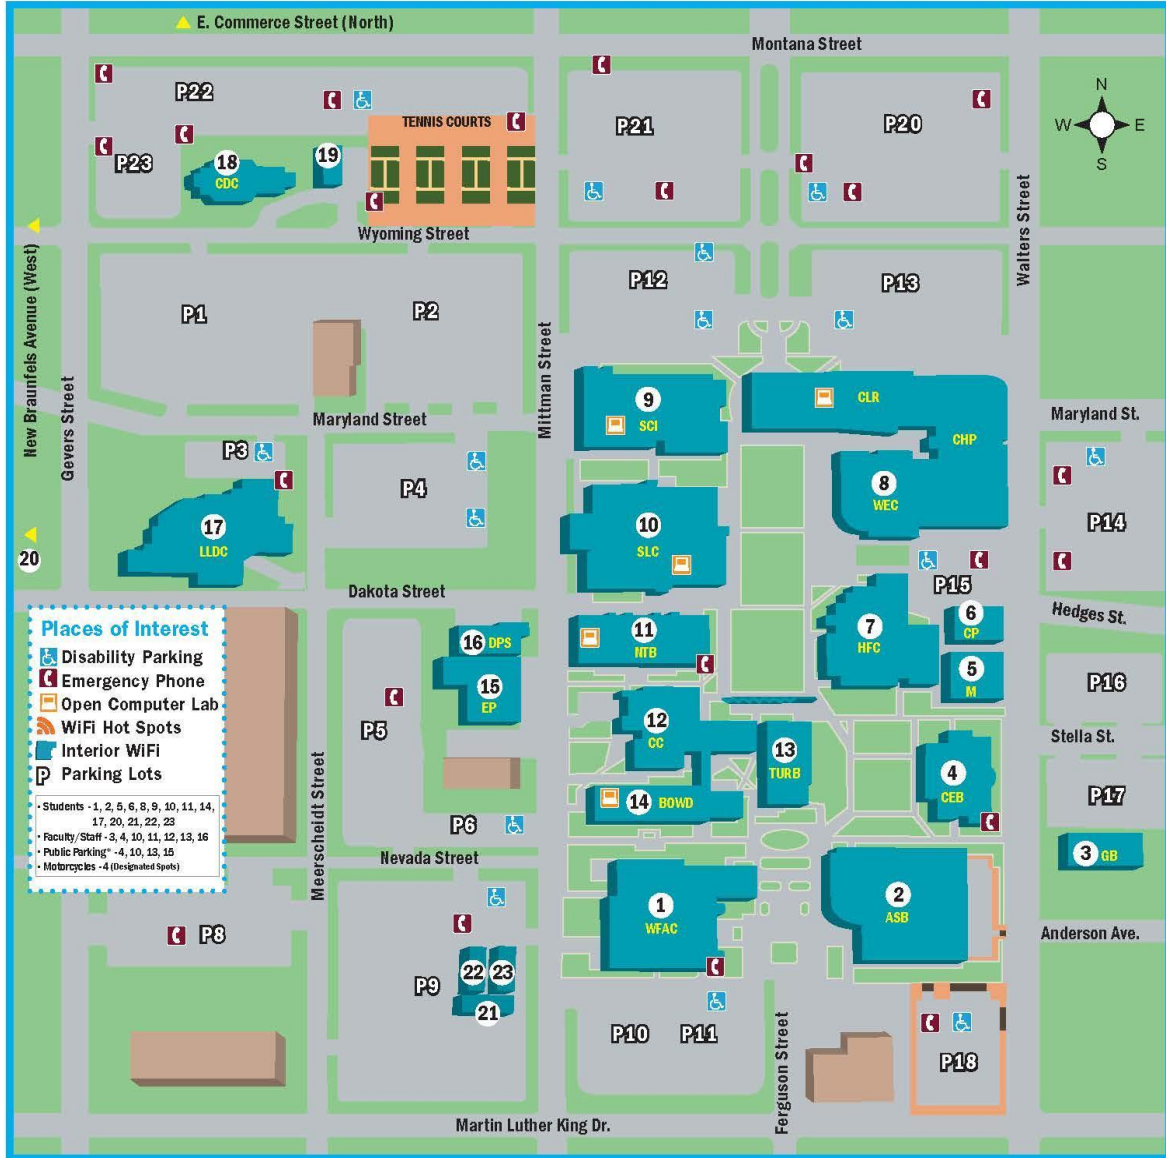 E. Commerce Street (North)
Montana Street
P22
P21
P20
TENNIS COURTS
N
W
E
S
P23
18
CDC
19
Wyoming Street
New Braunfels Avenue (West)
Gevers Street
Mittman Street
Walters Street
P1
P2
P12
P13
Maryland Street
Maryland St.
9
SCI
CLR
CHP
8
WEC
P3
P4
17
LLDC
10
SLC
P14
20
Dakota Street
P15
Hedges St.
6
CP
7
HFC
5
M
P16
11
NTB
16 DPS
15
EP
P5
12
CC
13
TURB
4
CEB
Stella St.
P17
14 BOWD
P6
Nevada Street
3 GB
Places of Interest
Disability Parking
Emergency Phone
Open Computer Lab
WiFi Hot Spots
Interior WiFi
P Parking Lots
• Students - 1, 2, 5, 6, 8, 9, 10, 11, 14,
17, 20, 21, 22, 23
• Faculty/Staff - 3, 4, 10, 11, 12, 13, 16
• Public Parking* - 4, 10, 13, 15
• Motorcycles - 4 (Designated Spots)
Meerscheidt Street
1
WFAC
2
ASB
Anderson Ave.
P8
P9
22
23
21
P10
P11
P18
Ferguson Street
Martin Luther King Dr.